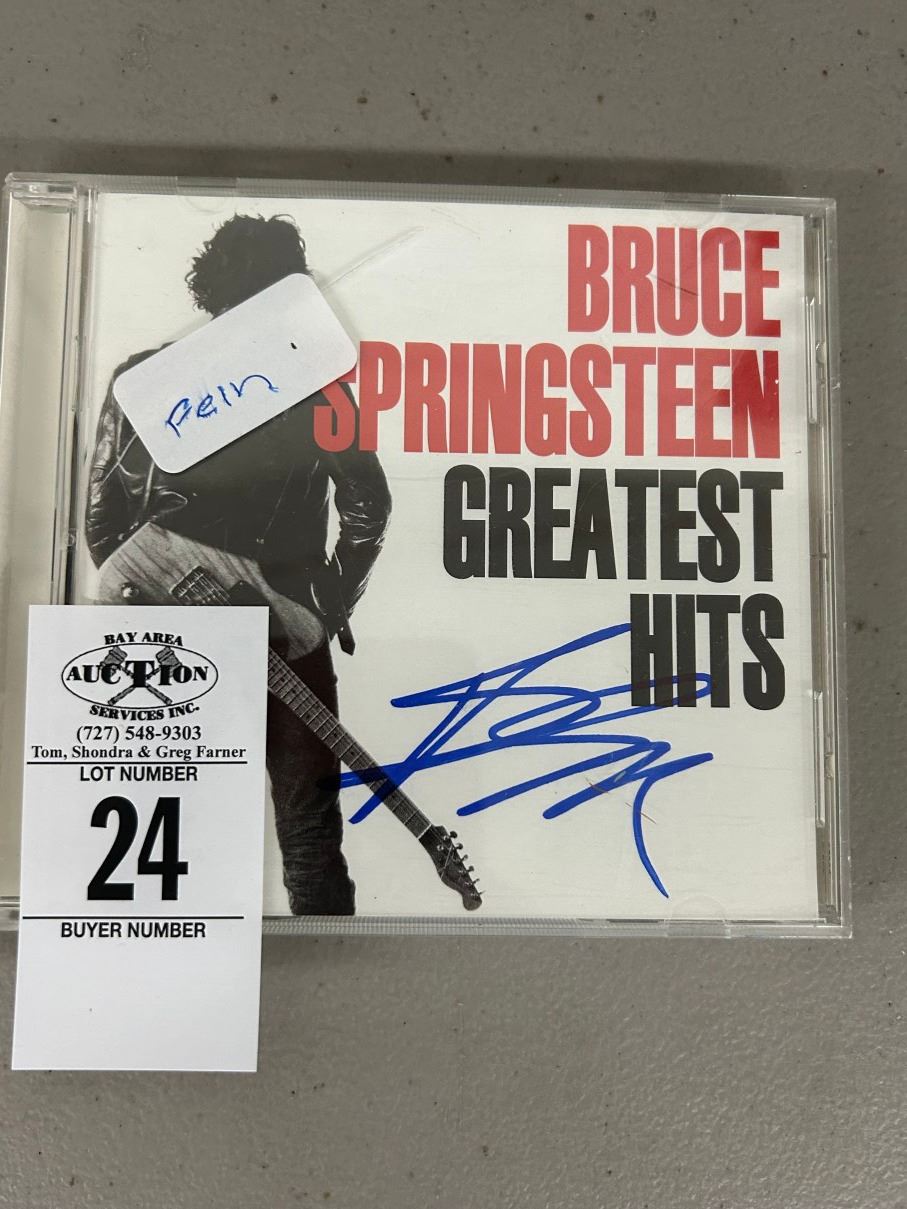 BRUCE
SPRINGSTEEN
GREATEST
HITS
BAY AREA
AUCTION
SERVICES INC.
(727) 548-9303
Tom, Shondra & Greg Farner
LOT NUMBER
24
BUYER NUMBER